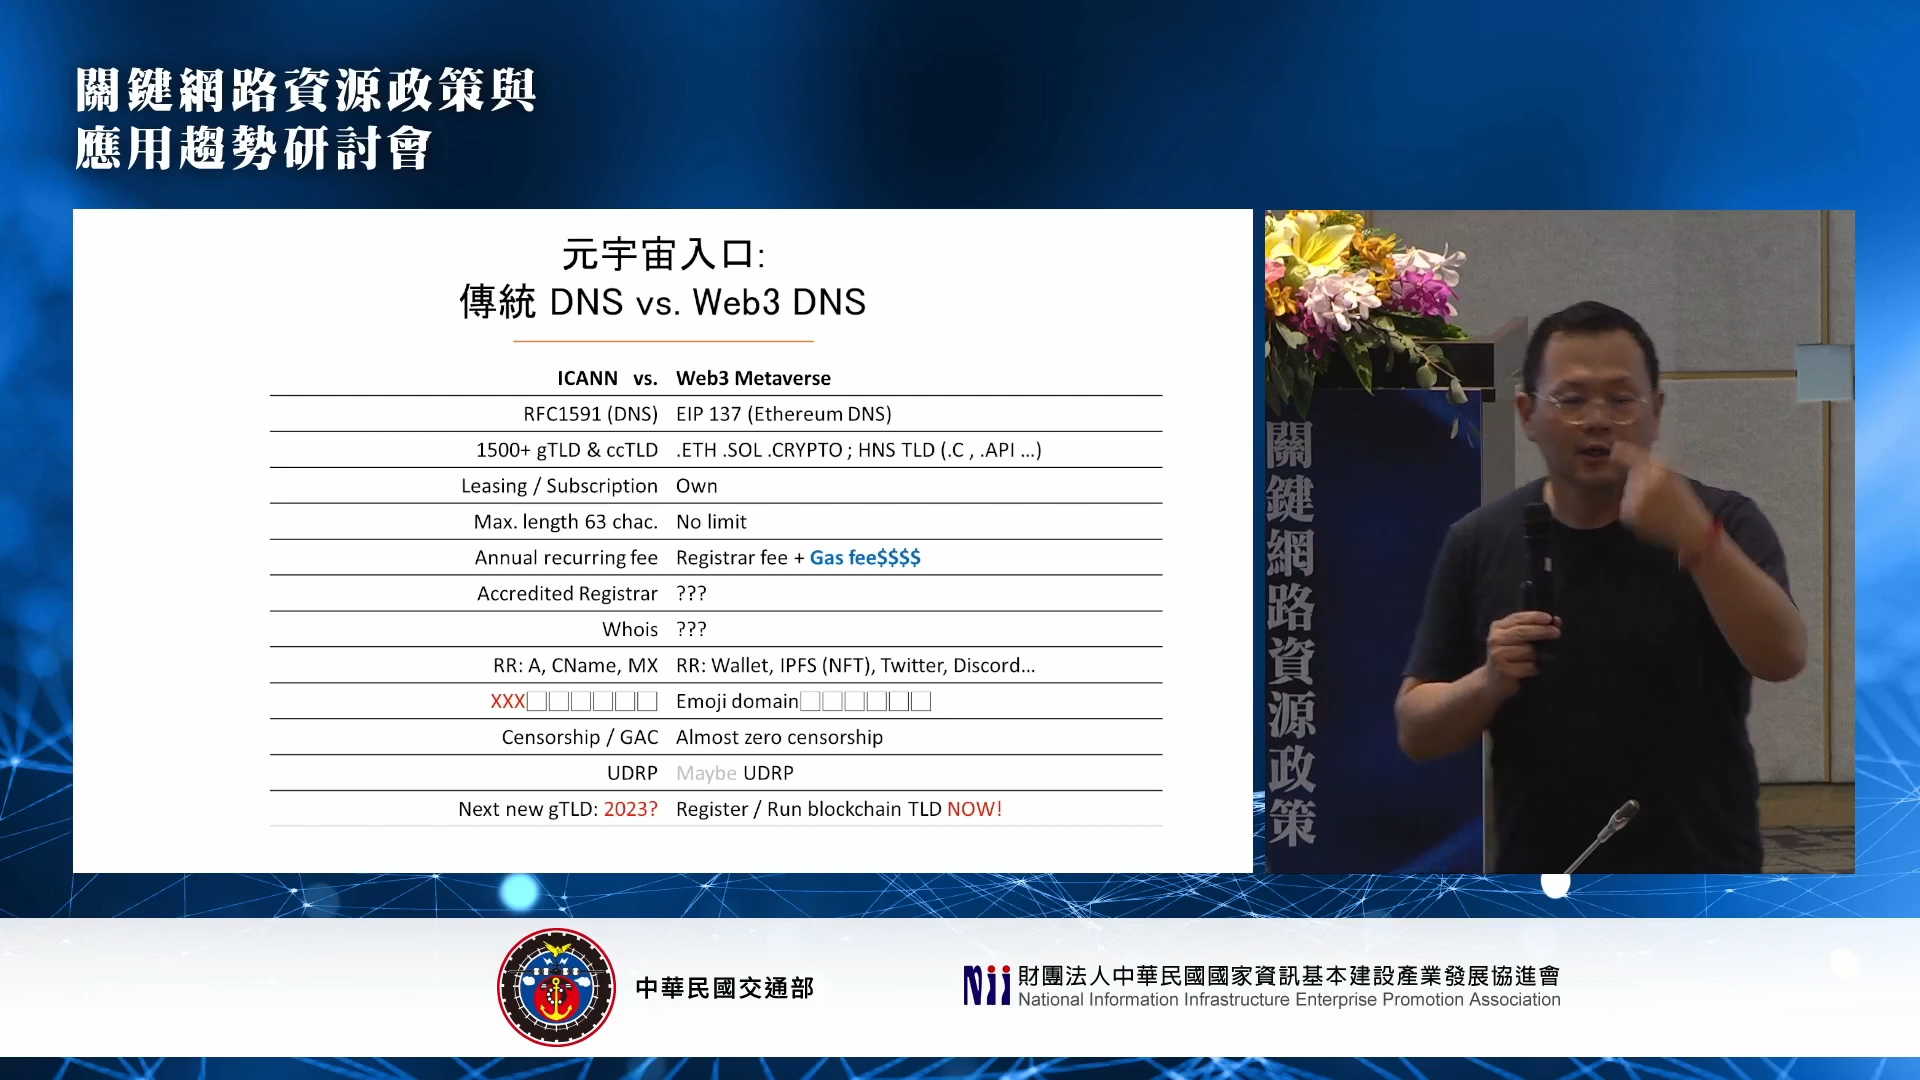 關鍵網路資源政策與
應用趨勢研討會
元宇宙入口:
傳統 DNS vs. Web3 DNS
ICANN vs. Web3 Metaverse
RFC1591 (DNS) EIP 137 (Ethereum DNS)
1500+ gTLD & ccTLD .ETH .SOL .CRYPTO ; HNS TLD (.C , .API ...)
Leasing / Subscription Own
Max. length 63 chac. No limit
Annual recurring fee Registrar fee + Gas fee$$$$
Accredited Registrar ???
Whois ???
RR: A, CName, MX RR: Wallet, IPFS (NFT), Twitter, Discord...
XXX□□□□□□ Emoji domain□□□□□□
Censorship / GAC Almost zero censorship
UDRP Maybe UDRP
Next new gTLD: 2023? Register / Run blockchain TLD NOW!
關鍵網路資源政策
中華民國交通部
nii 財團法人中華民國國家資訊基本建設產業發展協進會
National Information Infrastructure Enterprise Promotion Association